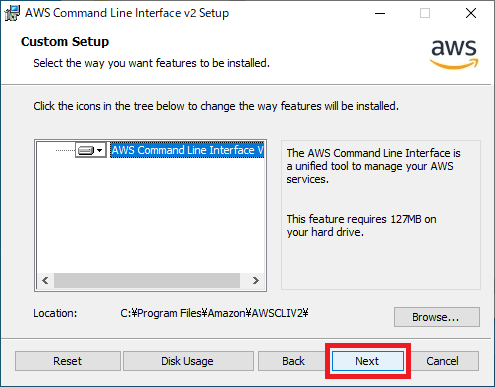 AWS Command Line Interface v2 Setup
Custom Setup
Select the way you want features to be installed.
aws
Click the icons in the tree below to change the way features will be installed.
AWS Command Line Interface V
The AWS Command Line Interface is
a unified tool to manage your AWS
services.
This feature requires 127MB on
your hard drive.
Location:
C:¥Program Files¥Amazon¥AWSCLIV2¥
Browse...
Reset
Disk Usage
Back
Next
Cancel